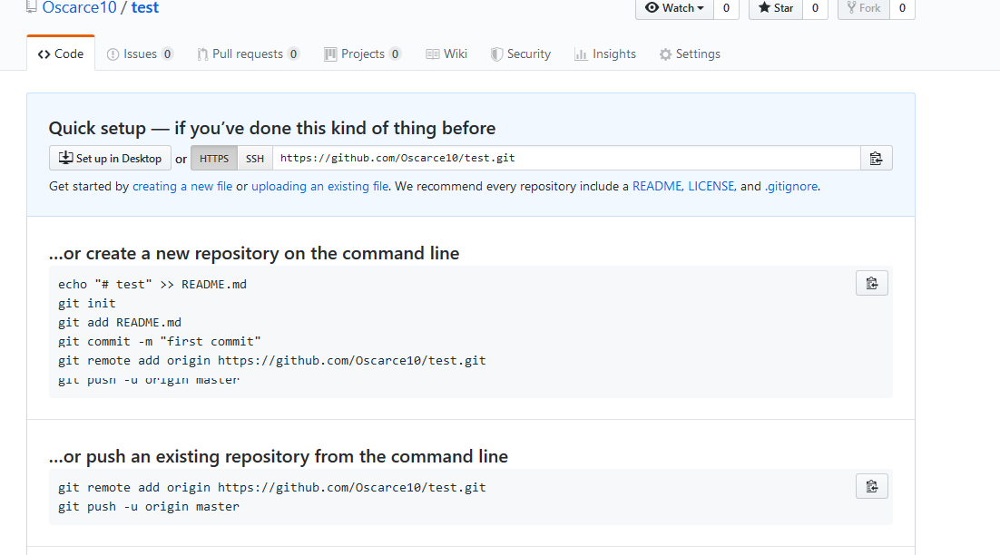 Oscarce10 / test
Watch 0 Star 0 Fork 0
Code Issues 0 Pull requests 0 Projects 0 Wiki Security Insights Settings
Quick setup — if you've done this kind of thing before
Set up in Desktop or HTTPS SSH https://github.com/Oscarce10/test.git
Get started by creating a new file or uploading an existing file. We recommend every repository include a README, LICENSE, and .gitignore.
…or create a new repository on the command line
echo "# test" >> README.md
git init
git add README.md
git commit -m "first commit"
git remote add origin https://github.com/Oscarce10/test.git
git push -u origin master
…or push an existing repository from the command line
git remote add origin https://github.com/Oscarce10/test.git
git push -u origin master